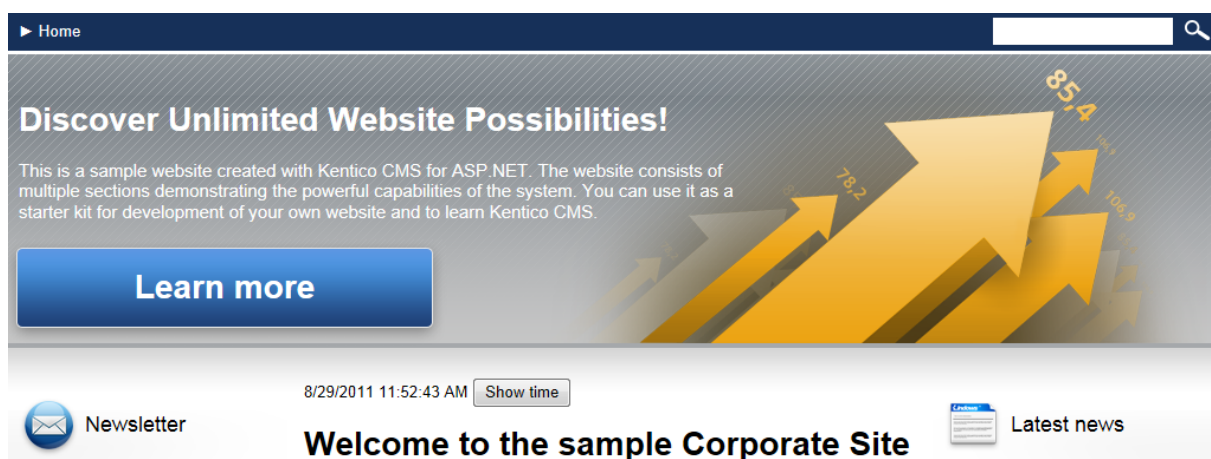 ► Home
Discover Unlimited Website Possibilities!
This is a sample website created with Kentico CMS for ASP.NET. The website consists of
multiple sections demonstrating the powerful capabilities of the system. You can use it as a
starter kit for development of your own website and to learn Kentico CMS.
Learn more
85,4
78,2
106,9
106,9
8/29/2011 11:52:43 AM Show time
Newsletter
Welcome to the sample Corporate Site
Latest news